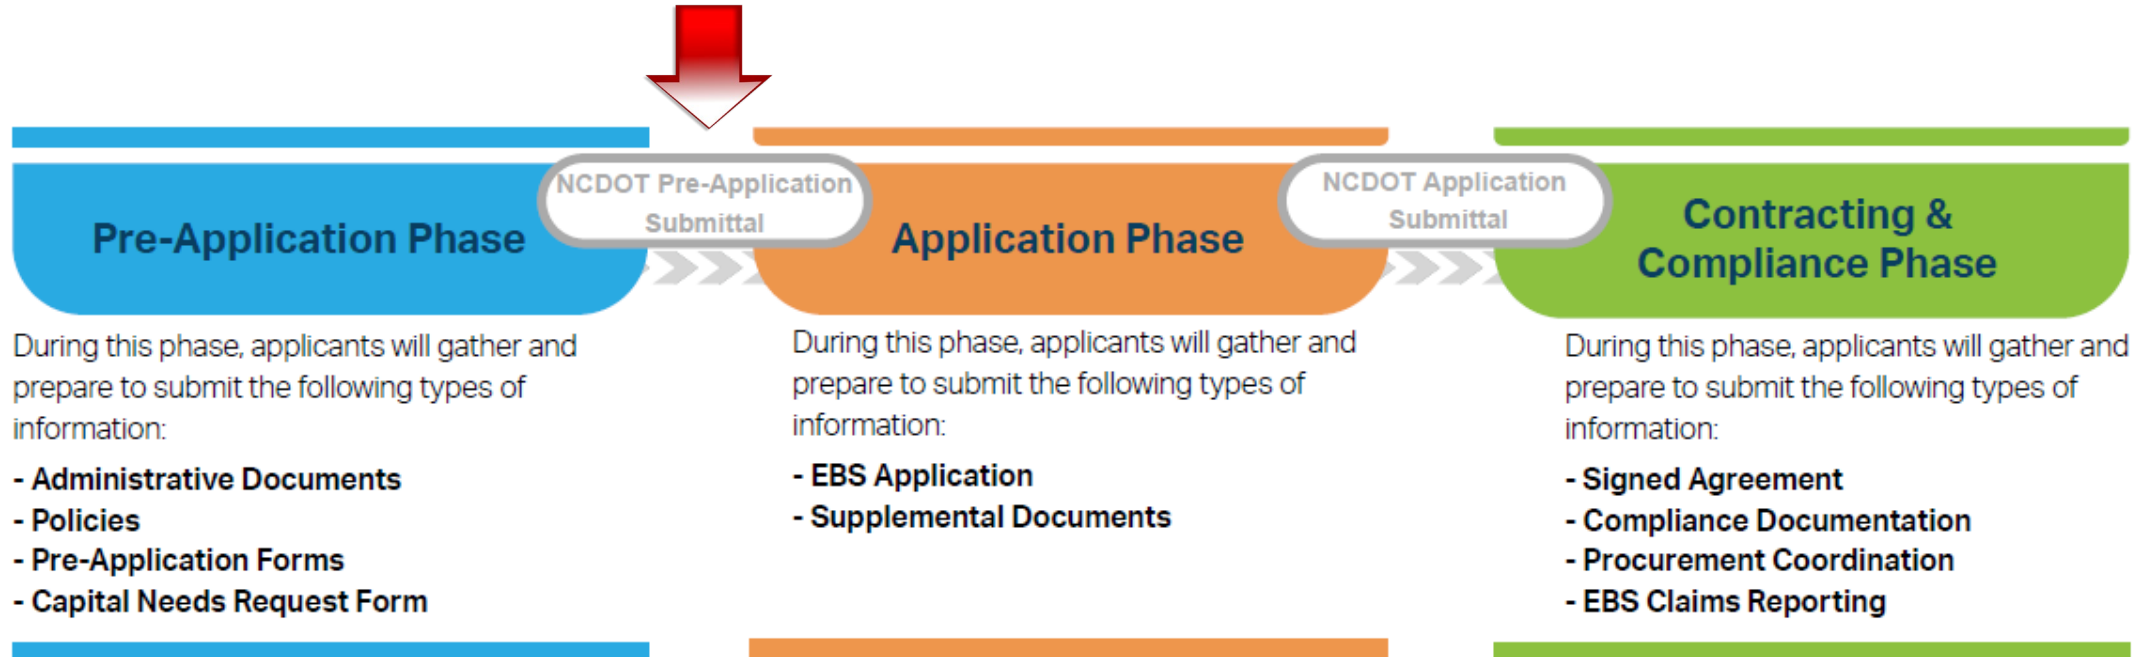 NCDOT Pre-Application
Submittal
NCDOT Application
Submittal
Pre-Application Phase
Application Phase
Contracting &
Compliance Phase
During this phase, applicants will gather and
prepare to submit the following types of
information:
- Administrative Documents
- Policies
- Pre-Application Forms
- Capital Needs Request Form
During this phase, applicants will gather and
prepare to submit the following types of
information:
- EBS Application
- Supplemental Documents
During this phase, applicants will gather and
prepare to submit the following types of
information:
- Signed Agreement
- Compliance Documentation
- Procurement Coordination
- EBS Claims Reporting